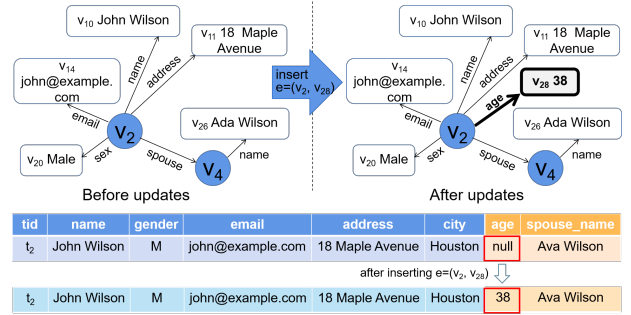 v10 John Wilson
v11 18 Maple
Avenue
v14
john@example.
com
name
address
email
v2
v26 Ada Wilson
v20 Male
sex
spouse
v4
name
Before updates
insert
e=(v2, v28)
v10 John Wilson
v11 18 Maple
Avenue
v14
john@example.
com
name
address
v28 38
age
email
v2
v26 Ada Wilson
v20 Male
sex
spouse
v4
name
After updates
tid name gender email address city age spouse_name
t2 John Wilson M john@example.com 18 Maple Avenue Houston null Ava Wilson
after inserting e=(v2, v28)
t2 John Wilson M john@example.com 18 Maple Avenue Houston 38 Ava Wilson